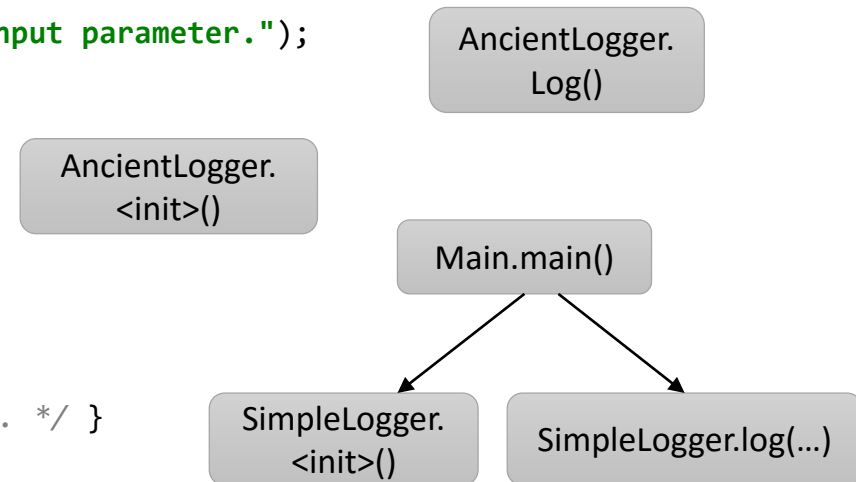 nput parameter.");
AncientLogger.
Log()
AncientLogger.
<init>()
Main.main()
. */ }
SimpleLogger.
<init>()
SimpleLogger.log(…)